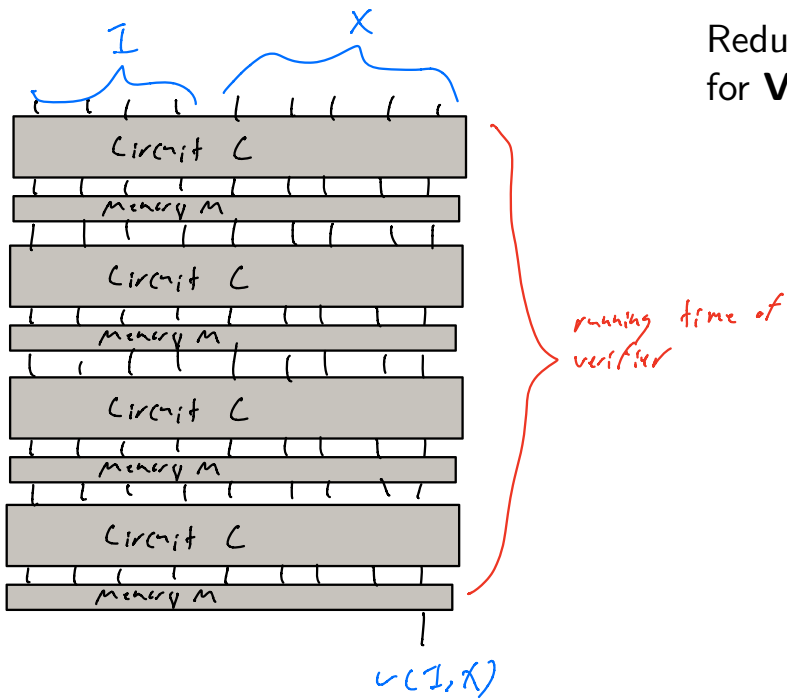 I
X
Redu
for V
Circuit C
Memory M
Circuit C
Memory M
running time of
verifier
Circuit C
Memory M
Circuit C
Memory M
V(I,X)